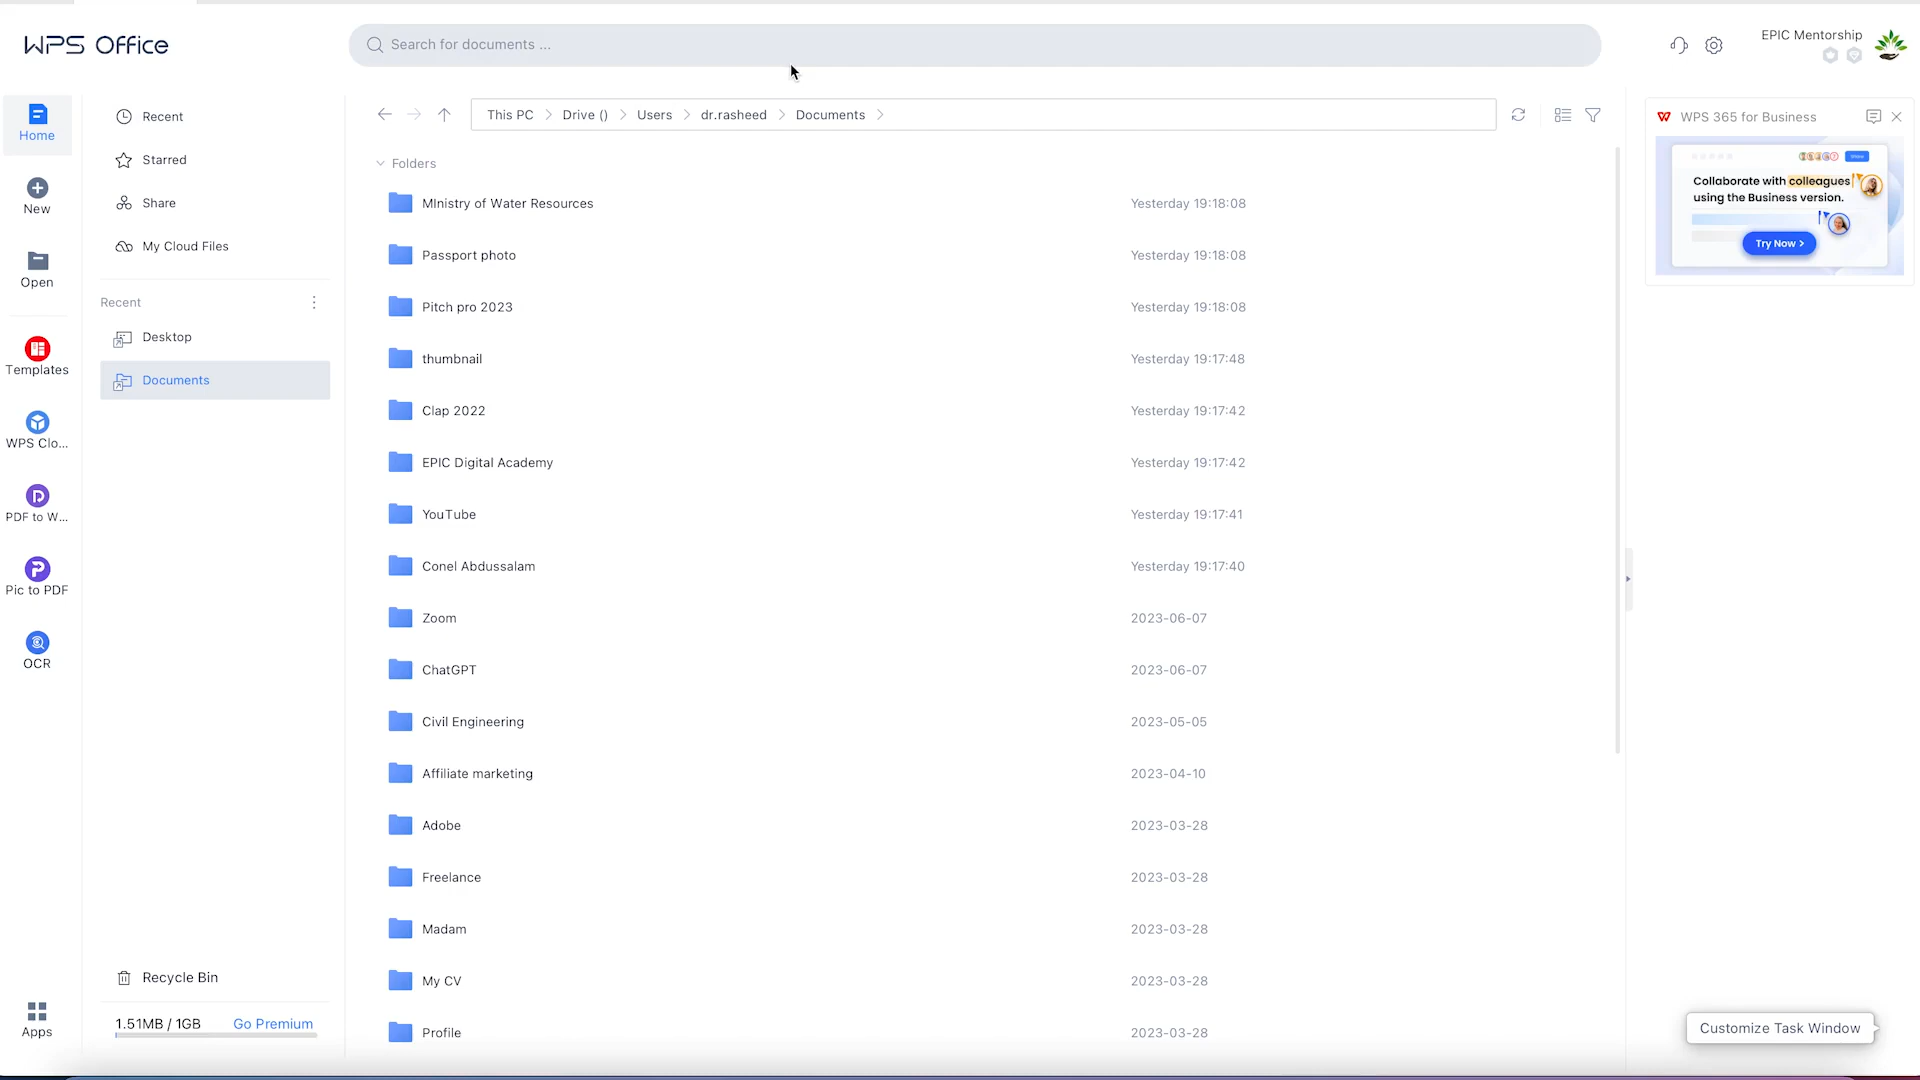 WPS Office
Search for documents ...
EPIC Mentorship
Home
New
Open
Templates
WPS Clo...
PDF to W...
Pic to PDF
OCR
Apps
Recent
Starred
Share
My Cloud Files
Recent
Desktop
Documents
Recycle Bin
1.51MB / 1GB Go Premium
This PC > Drive () > Users > dr.rasheed > Documents >
Folders
MInistry of Water Resources Yesterday 19:18:08
Passport photo Yesterday 19:18:08
Pitch pro 2023 Yesterday 19:18:08
thumbnail Yesterday 19:17:48
Clap 2022 Yesterday 19:17:42
EPIC Digital Academy Yesterday 19:17:42
YouTube Yesterday 19:17:41
Conel Abdussalam Yesterday 19:17:40
Zoom 2023-06-07
ChatGPT 2023-06-07
Civil Engineering 2023-05-05
Affiliate marketing 2023-04-10
Adobe 2023-03-28
Freelance 2023-03-28
Madam 2023-03-28
My CV 2023-03-28
Profile 2023-03-28
WPS 365 for Business
Collaborate with colleagues
using the Business version.
Try Now >
Customize Task Window